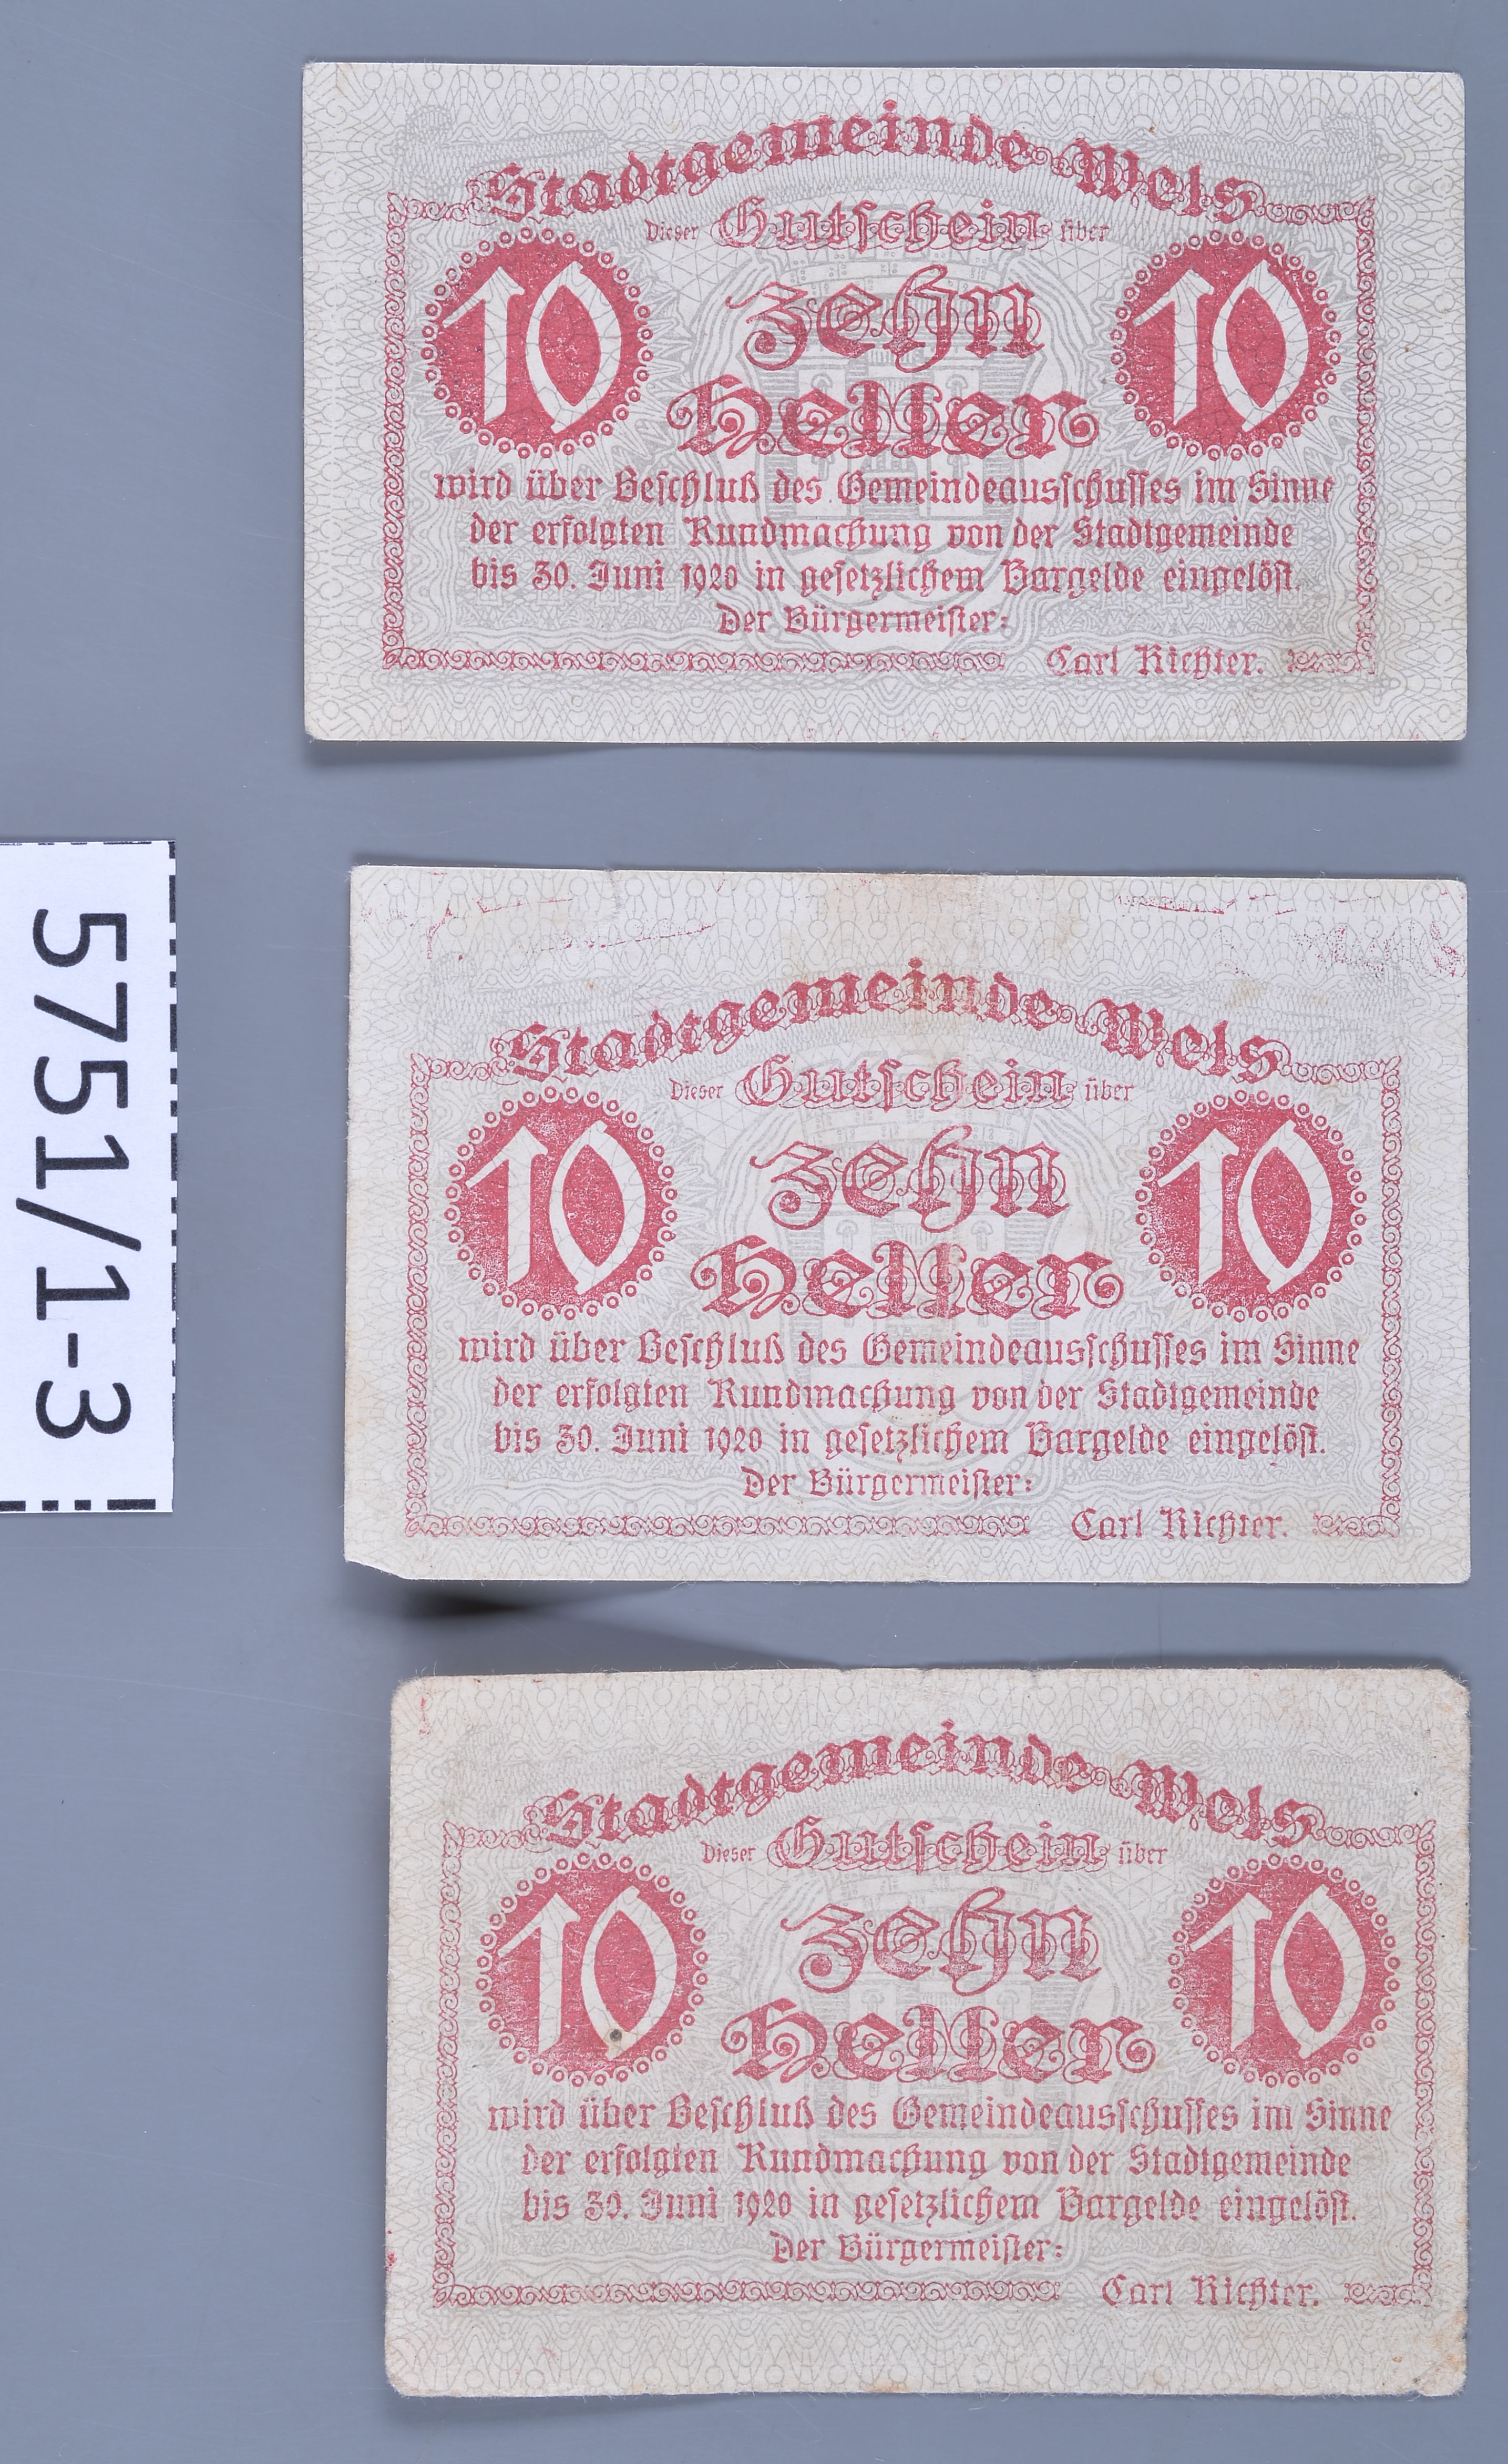 Stadtgemeinde Wels
Dieser Gutschein über
10 zehn 10
Heller
wird über Beschluß des Gemeindeausschusses im Sinne
der erfolgten Kundmachung von der Stadtgemeinde
bis 30. Juni 1920 in gesetzlichem Bargelde eingelöst.
Der Bürgermeister:
Carl Richter.
5751/1-3
Stadtgemeinde Wels
Dieser Gutschein über
10 zehn 10
Heller
wird über Beschluß des Gemeindeausschusses im Sinne
der erfolgten Kundmachung von der Stadtgemeinde
bis 30. Juni 1920 in gesetzlichem Bargelde eingelöst.
Der Bürgermeister:
Carl Richter.
Stadtgemeinde Wels
Dieser Gutschein über
10 zehn 10
Heller
wird über Beschluß des Gemeindeausschusses im Sinne
der erfolgten Kundmachung von der Stadtgemeinde
bis 30. Juni 1920 in gesetzlichem Bargelde eingelöst.
Der Bürgermeister:
Carl Richter.